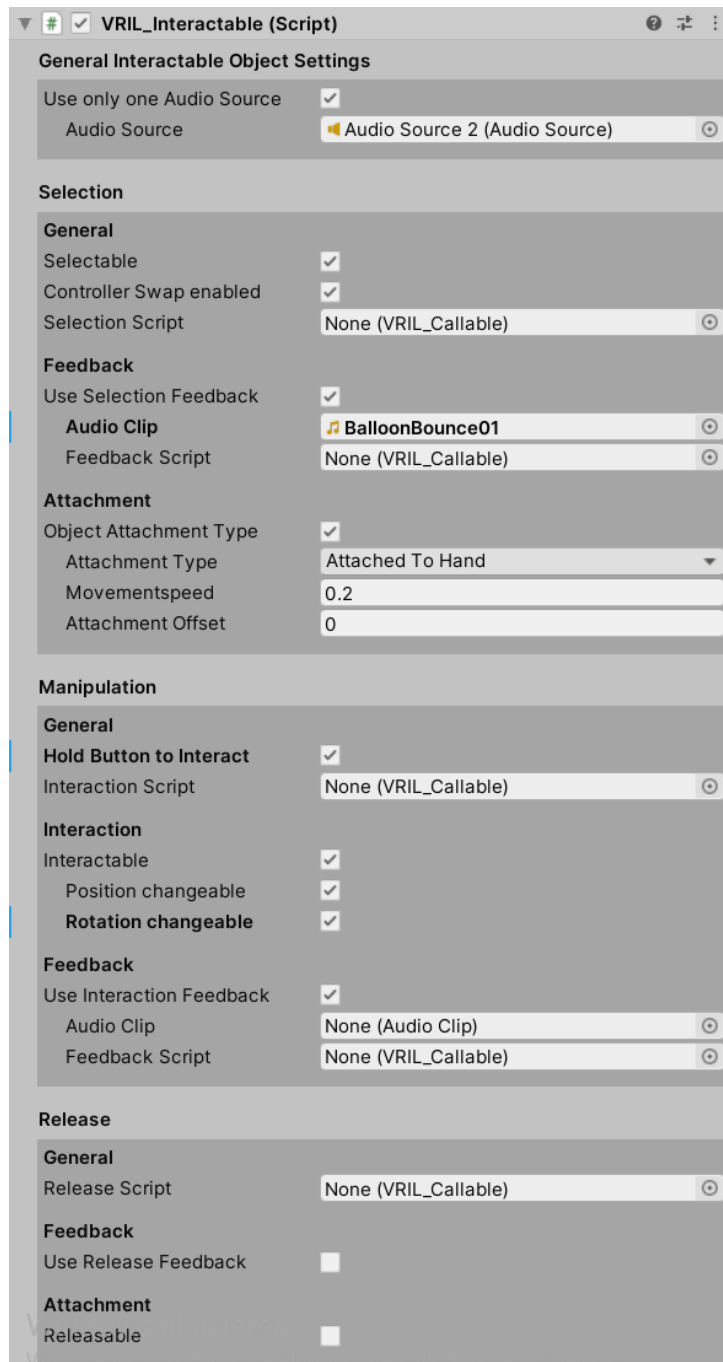 VRIL_Interactable (Script)
General Interactable Object Settings
Use only one Audio Source
Audio Source Audio Source 2 (Audio Source)
Selection
General
Selectable
Controller Swap enabled
Selection Script None (VRIL_Callable)
Feedback
Use Selection Feedback
Audio Clip BalloonBounce01
Feedback Script None (VRIL_Callable)
Attachment
Object Attachment Type
Attachment Type Attached To Hand
Movementspeed 0.2
Attachment Offset 0
Manipulation
General
Hold Button to Interact
Interaction Script None (VRIL_Callable)
Interaction
Interactable
Position changeable
Rotation changeable
Feedback
Use Interaction Feedback
Audio Clip None (Audio Clip)
Feedback Script None (VRIL_Callable)
Release
General
Release Script None (VRIL_Callable)
Feedback
Use Release Feedback
Attachment
Releasable